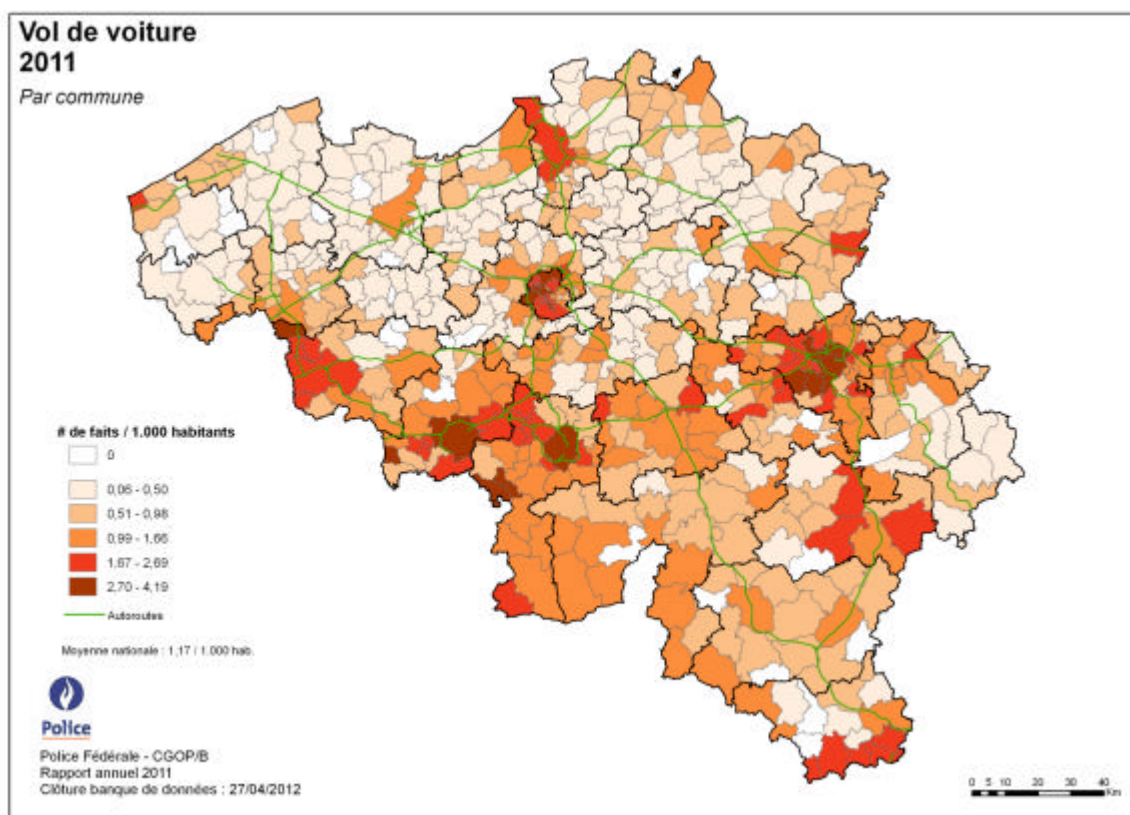 Vol de voiture
2011
Par commune
# de faits / 1.000 habitants
0
0,06 - 0,50
0,51 - 0,98
0,99 - 1,66
1,67 - 2,69
2,70 - 4,19
Autoroutes
Moyenne nationale : 1,17 / 1.000 hab.
Police
Police Fédérale - CGOP/B
Rapport annuel 2011
Clôture banque de données : 27/04/2012
0 5 10 20 30 40
Km